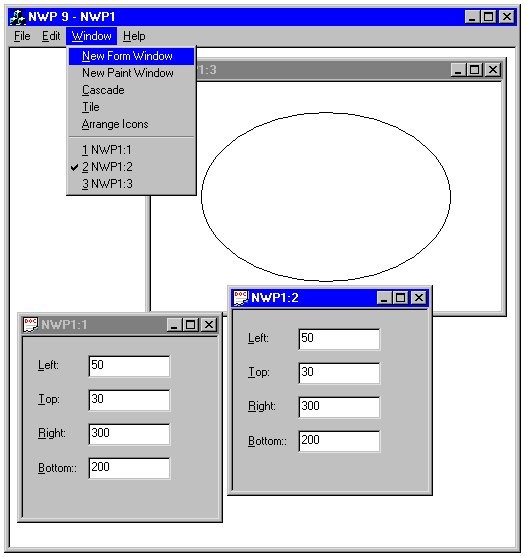 NWP 9 - NWP1
File Edit Window Help
New Form Window
New Paint Window
Cascade
Tile
Arrange Icons
1 NWP1:1
2 NWP1:2
3 NWP1:3
1:3
NWP1:2
Left: 50
Top: 30
Right: 300
Bottom:: 200
NWP1:1
Left: 50
Top: 30
Right: 300
Bottom:: 200